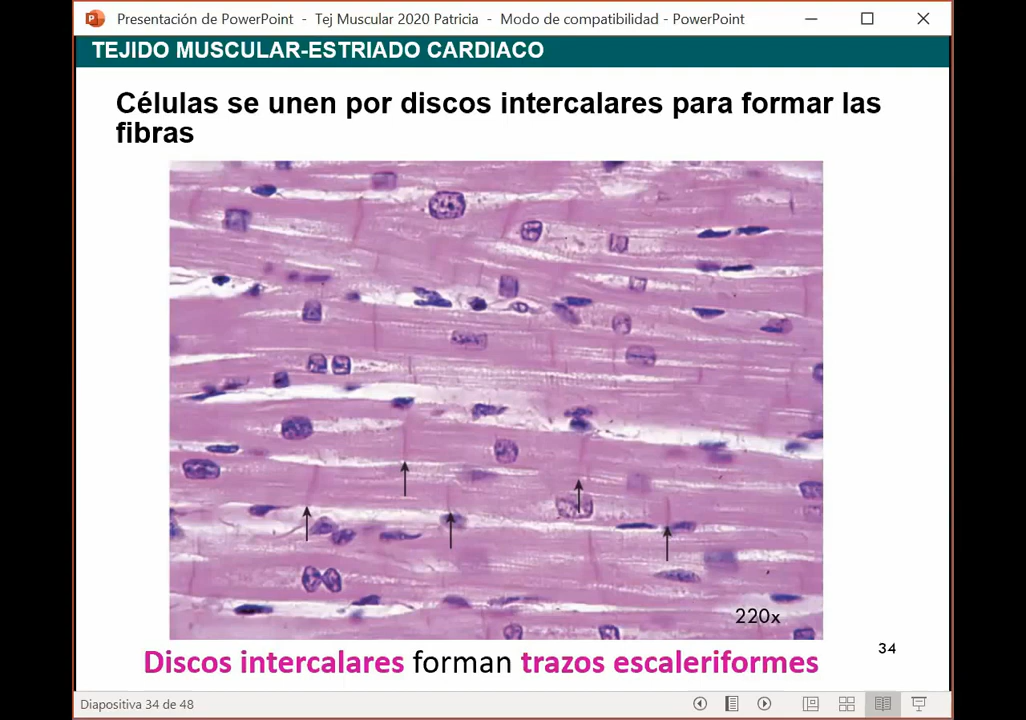 Presentación de PowerPoint - Tej Muscular 2020 Patricia - Modo de compatibilidad - PowerPoint
TEJIDO MUSCULAR-ESTRIADO CARDIACO
Células se unen por discos intercalares para formar las
fibras
220x
34
Discos intercalares forman trazos escaleriformes
Diapositiva 34 de 48